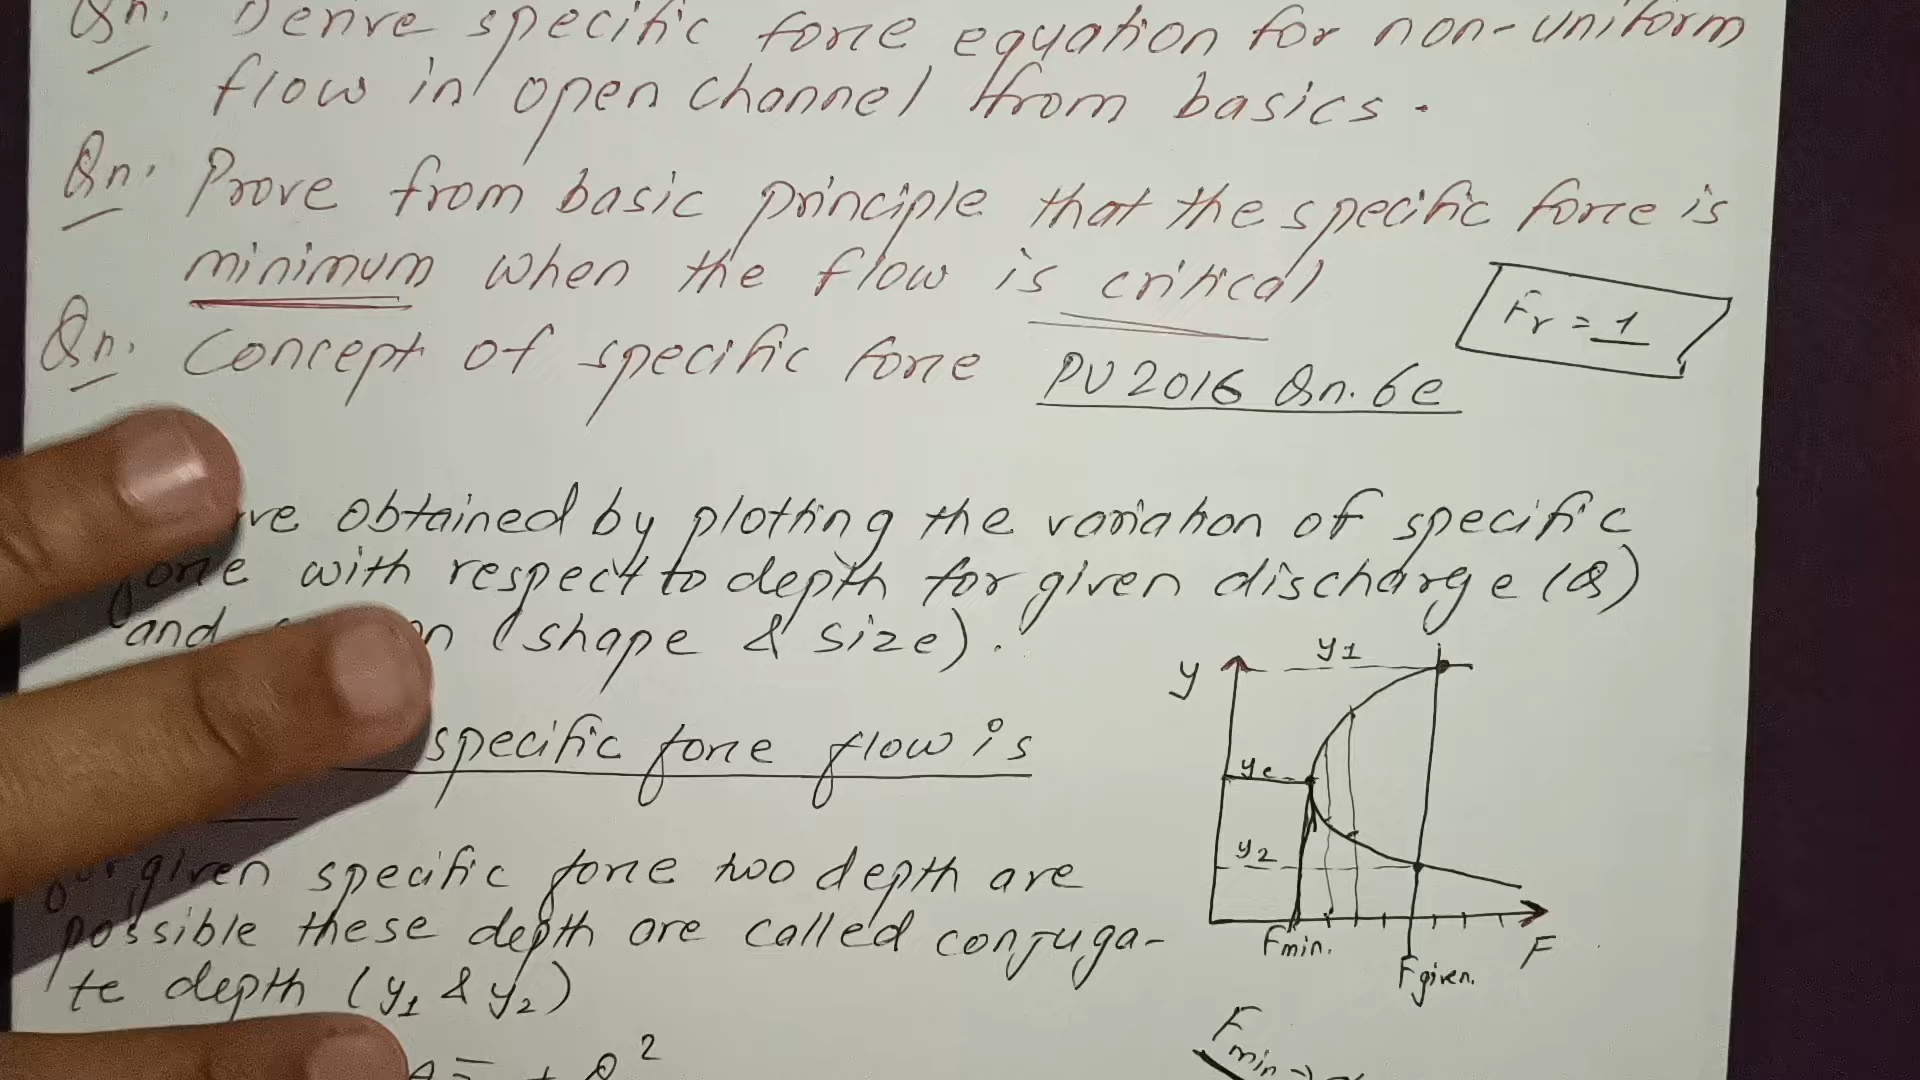 Qn. Derive specific force equation for non-uniform
flow in open channel from basics.
Qn. Prove from basic principle that the specific force is
minimum when the flow is critical
Fr = 1
Qn. Concept of specific force PU 2016 Qn. 6e
obtained by plotting the variation of specific
with respect to depth for given discharge (Q)
and (shape & size).
specific force flow is
given specific force two depth are
possible these depth are called conjuga-
te depth (y1 & y2)
y y1
yc
y2
Fmin. Fgiven. F
Fmin
+ Q2